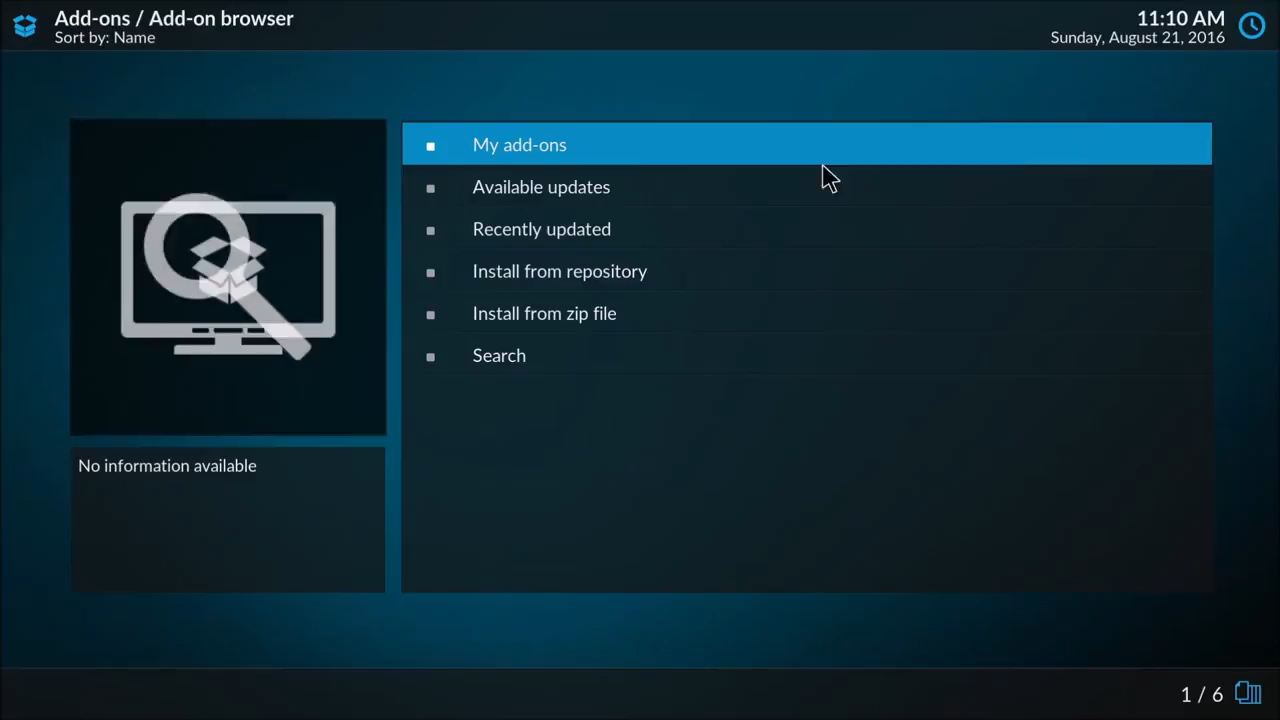 Add-ons / Add-on browser
Sort by: Name
11:10 AM
Sunday, August 21, 2016
My add-ons
Available updates
Recently updated
Install from repository
Install from zip file
Search
No information available
1 / 6